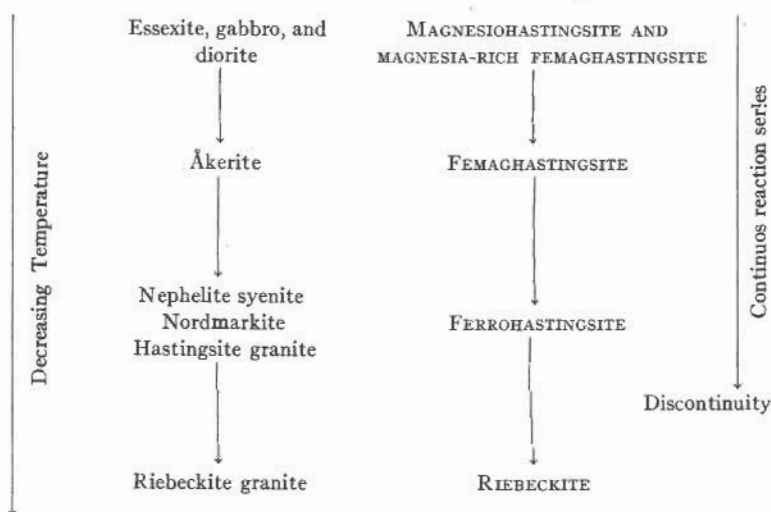 Essexite, gabbro, and
diorite
MAGNESIOHASTINGSITE AND
MAGNESIA-RICH FEMAGHASTINGSITE
Åkerite
FEMAGHASTINGSITE
Nephelite syenite
Nordmarkite
Hastingsite granite
FERROHASTINGSITE
Riebeckite granite
RIEBECKITE
Decreasing Temperature
Continuos reaction series
Discontinuity